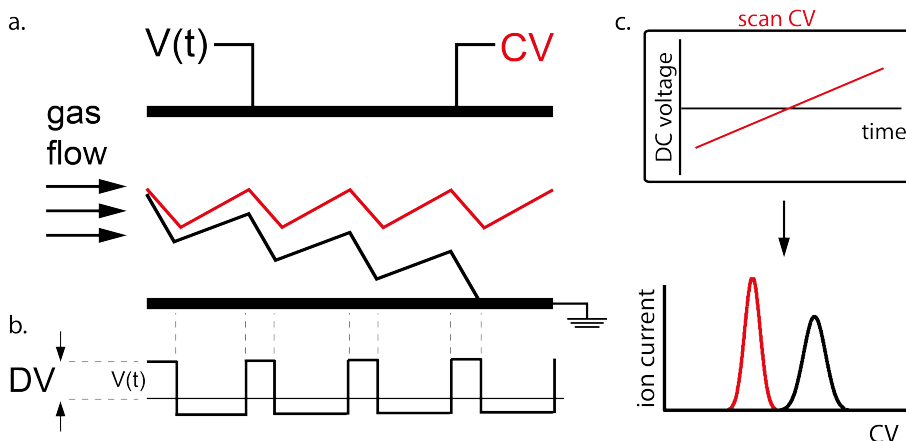 a.
V(t)
CV
gas
flow
b.
DV
V(t)
c.
scan CV
DC voltage
time
ion current
CV